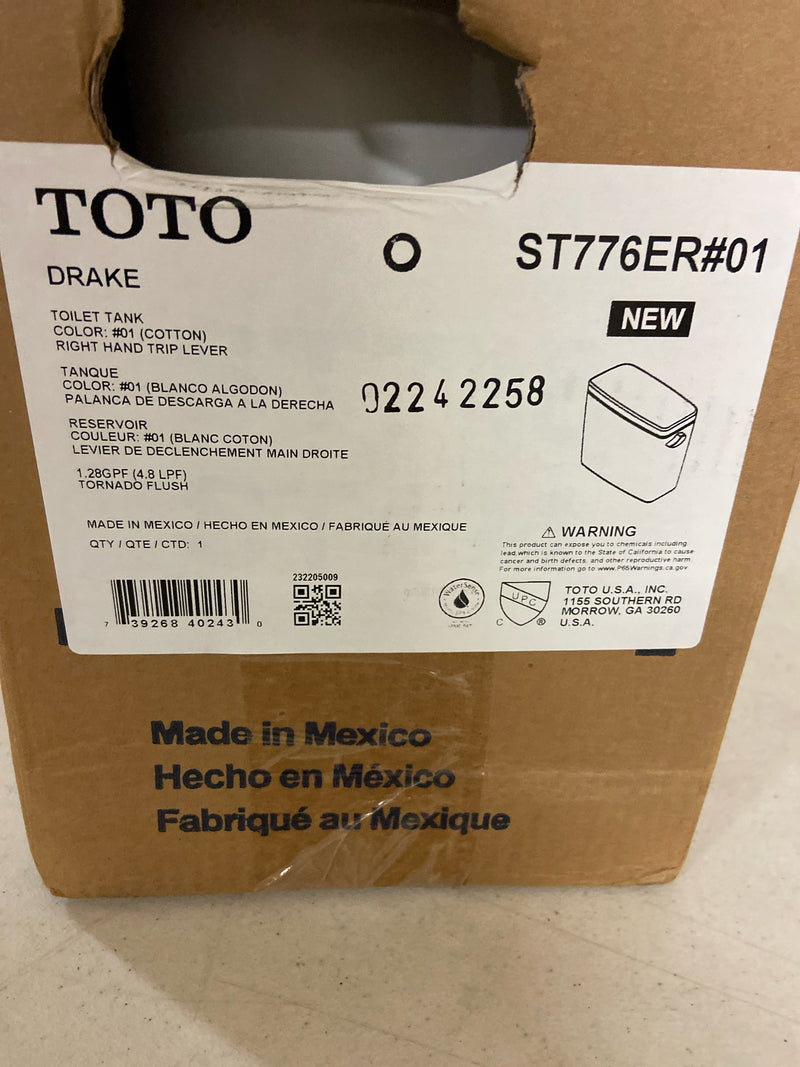 TOTO
O
ST776ER#01
DRAKE
NEW
TOILET TANK
COLOR: #01 (COTTON)
RIGHT HAND TRIP LEVER
TANQUE
COLOR: #01 (BLANCO ALGODON)
PALANCA DE DESCARGA A LA DERECHA
02242258
RESERVOIR
COULEUR: #01 (BLANC COTON)
LEVIER DE DECLENCHEMENT MAIN DROITE
1.28GPF (4.8 LPF)
TORNADO FLUSH
MADE IN MEXICO / HECHO EN MEXICO / FABRIQUÉ AU MEXIQUE
QTY / QTE / CTD: 1
⚠ WARNING
This product can expose you to chemicals including
lead,which is known to the State of California to cause
cancer and birth defects, and other reproductive harm.
For more information go to www.P65Warnings.ca.gov.
7 39268 40243 0
232205009
WaterSense
UPC
C ®
TOTO U.S.A., INC.
1155 SOUTHERN RD
MORROW, GA 30260
U.S.A.
Made in Mexico
Hecho en México
Fabriqué au Mexique